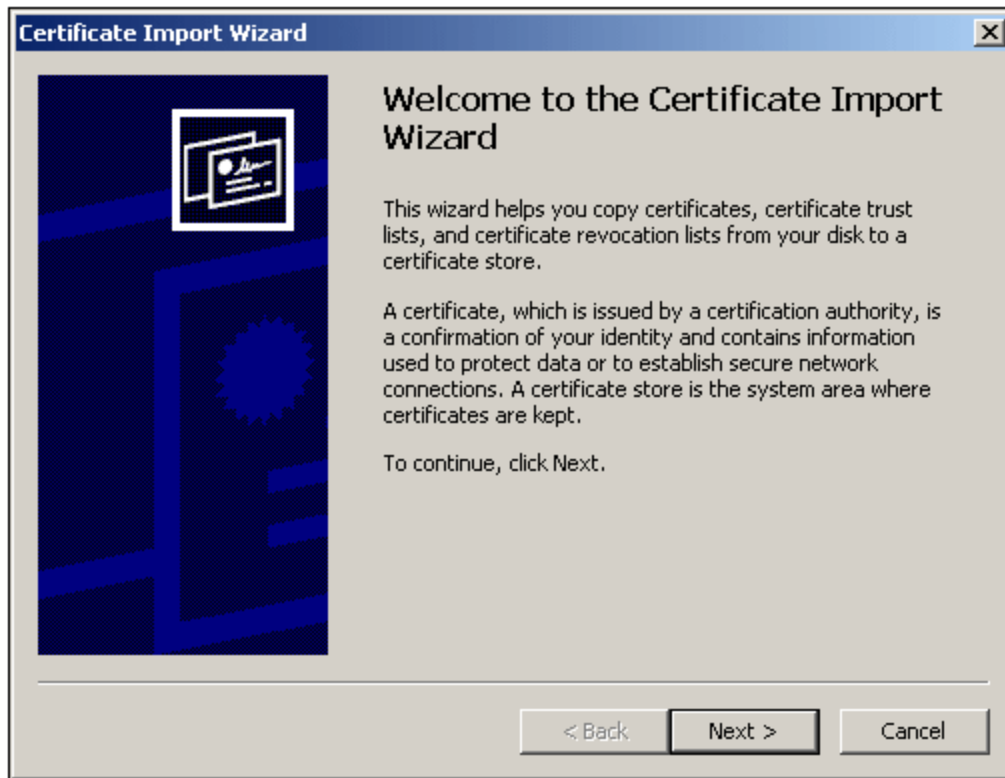 Certificate Import Wizard
Welcome to the Certificate Import
Wizard
This wizard helps you copy certificates, certificate trust
lists, and certificate revocation lists from your disk to a
certificate store.
A certificate, which is issued by a certification authority, is
a confirmation of your identity and contains information
used to protect data or to establish secure network
connections. A certificate store is the system area where
certificates are kept.
To continue, click Next.
< Back
Next >
Cancel